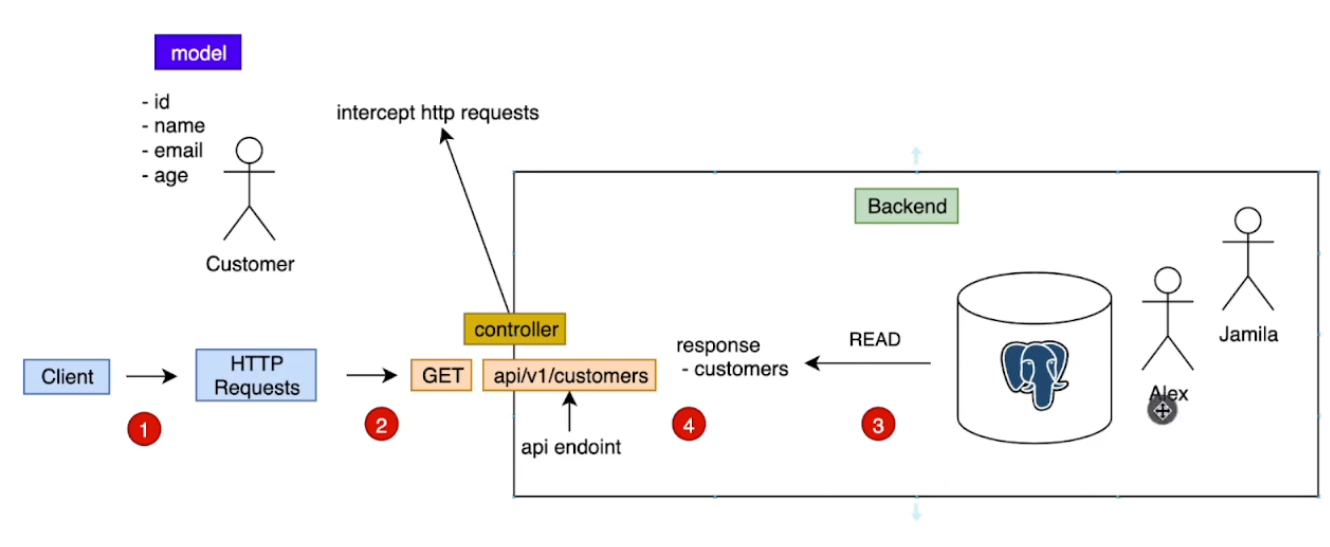 model
- id
- name
- email
- age
Customer
intercept http requests
Backend
controller
Client
HTTP
Requests
GET
api/v1/customers
api endoint
response
- customers
READ
Alex
Jamila
1
2
4
3